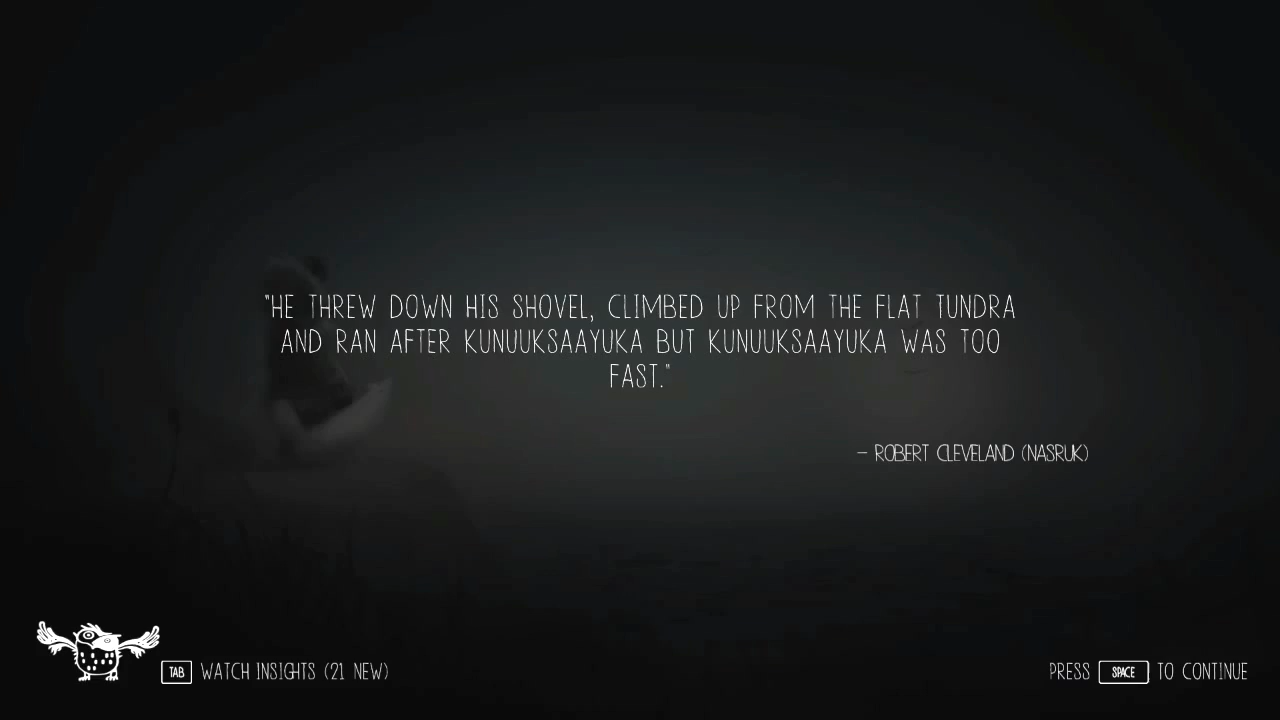 "HE THREW DOWN HIS SHOVEL, CLIMBED UP FROM THE FLAT TUNDRA
AND RAN AFTER KUNUUKSAAYUKA BUT KUNUUKSAAYUKA WAS TOO
FAST."
– ROBERT CLEVELAND (NASRUK)
TAB WATCH INSIGHTS (21 NEW)
PRESS SPACE TO CONTINUE